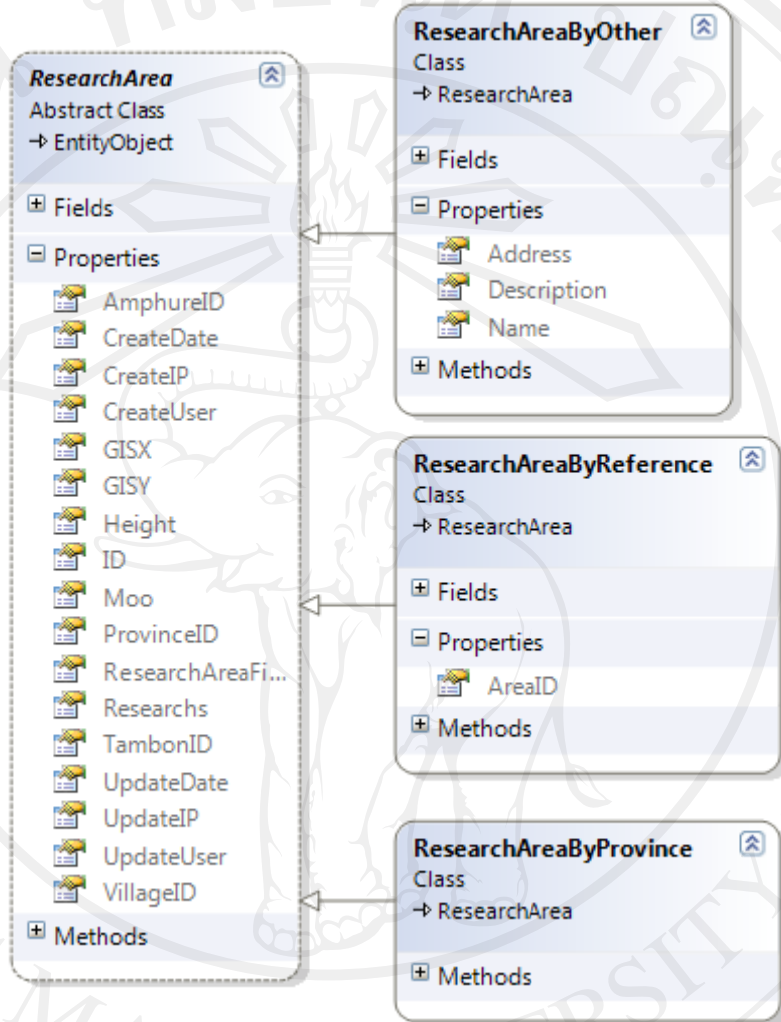 ResearchArea
Abstract Class
EntityObject
Fields
Properties
AmphureID
CreateDate
CreateIP
CreateUser
GISX
GISY
Height
ID
Moo
ProvinceID
ResearchAreaFi...
Researchs
TambonID
UpdateDate
UpdateIP
UpdateUser
VillageID
Methods
ResearchAreaByOther
Class
ResearchArea
Fields
Properties
Address
Description
Name
Methods
ResearchAreaByReference
Class
ResearchArea
Fields
Properties
AreaID
Methods
ResearchAreaByProvince
Class
ResearchArea
Methods